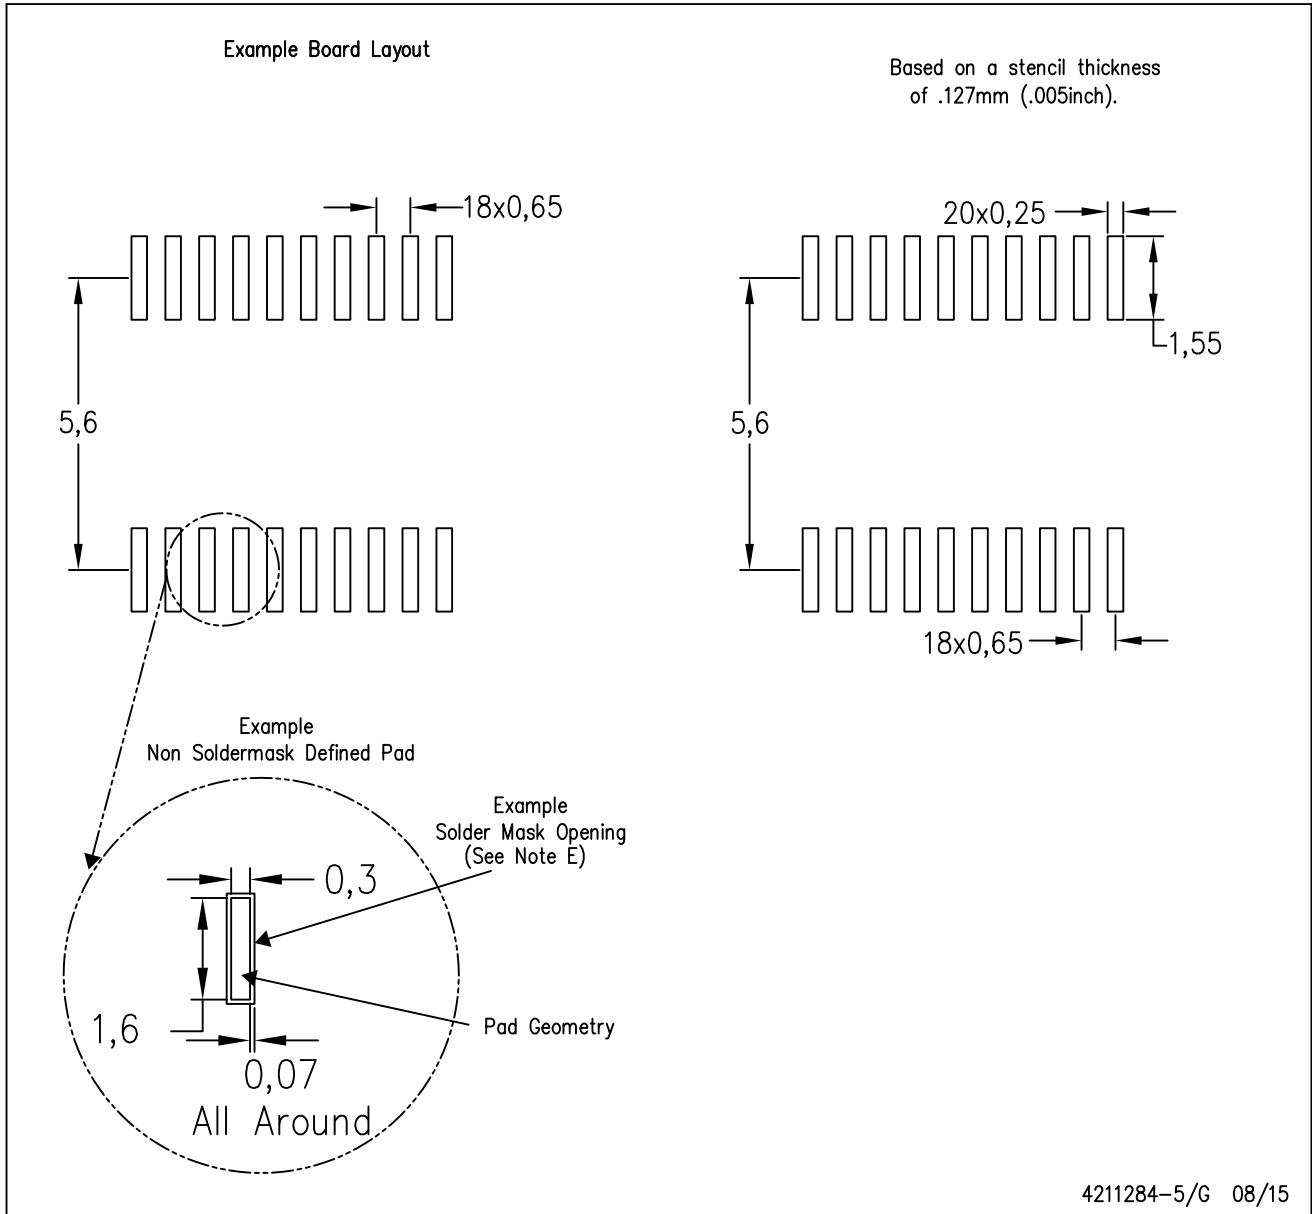 Example Board Layout
Based on a stencil thickness
of .127mm (.005inch).
18x0,65
20x0,25
1,55
5,6
5,6
18x0,65
Example
Non Soldermask Defined Pad
Example
Solder Mask Opening
(See Note E)
0,3
1,6
Pad Geometry
0,07
All Around
4211284-5/G 08/15